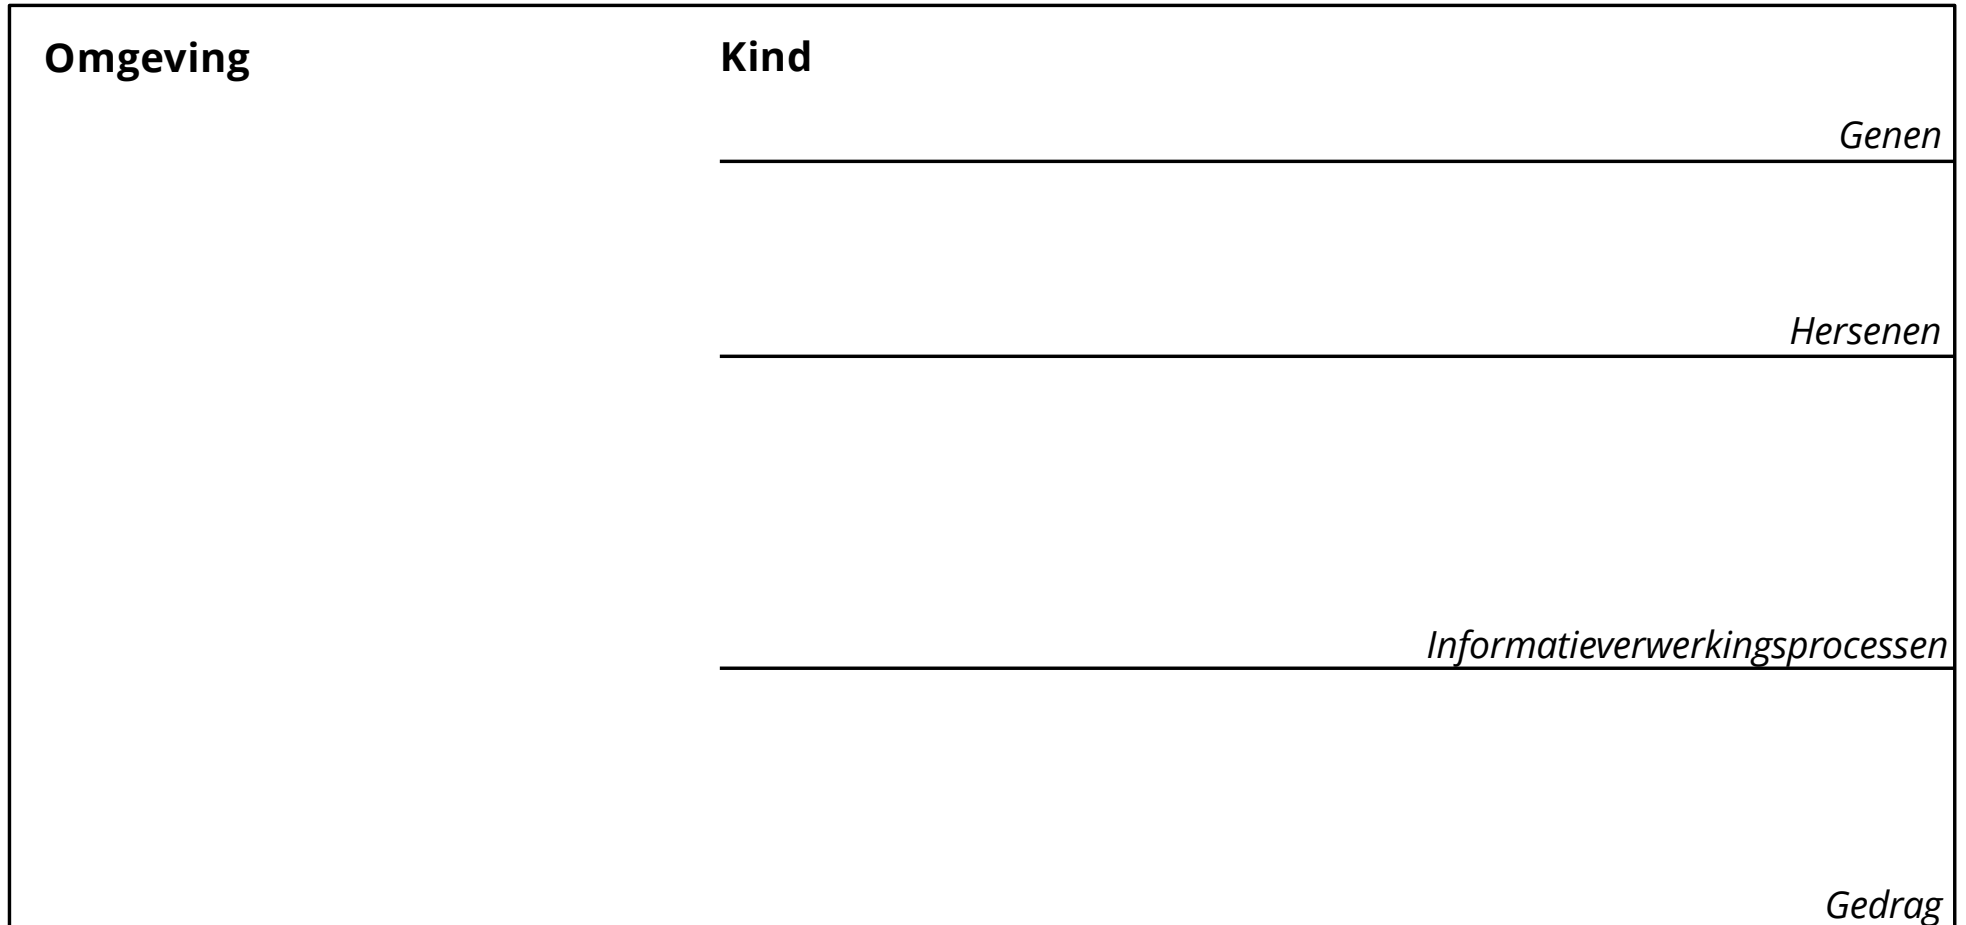 Omgeving
Kind
Genen
Hersenen
Informatieverwerkingsprocessen
Gedrag